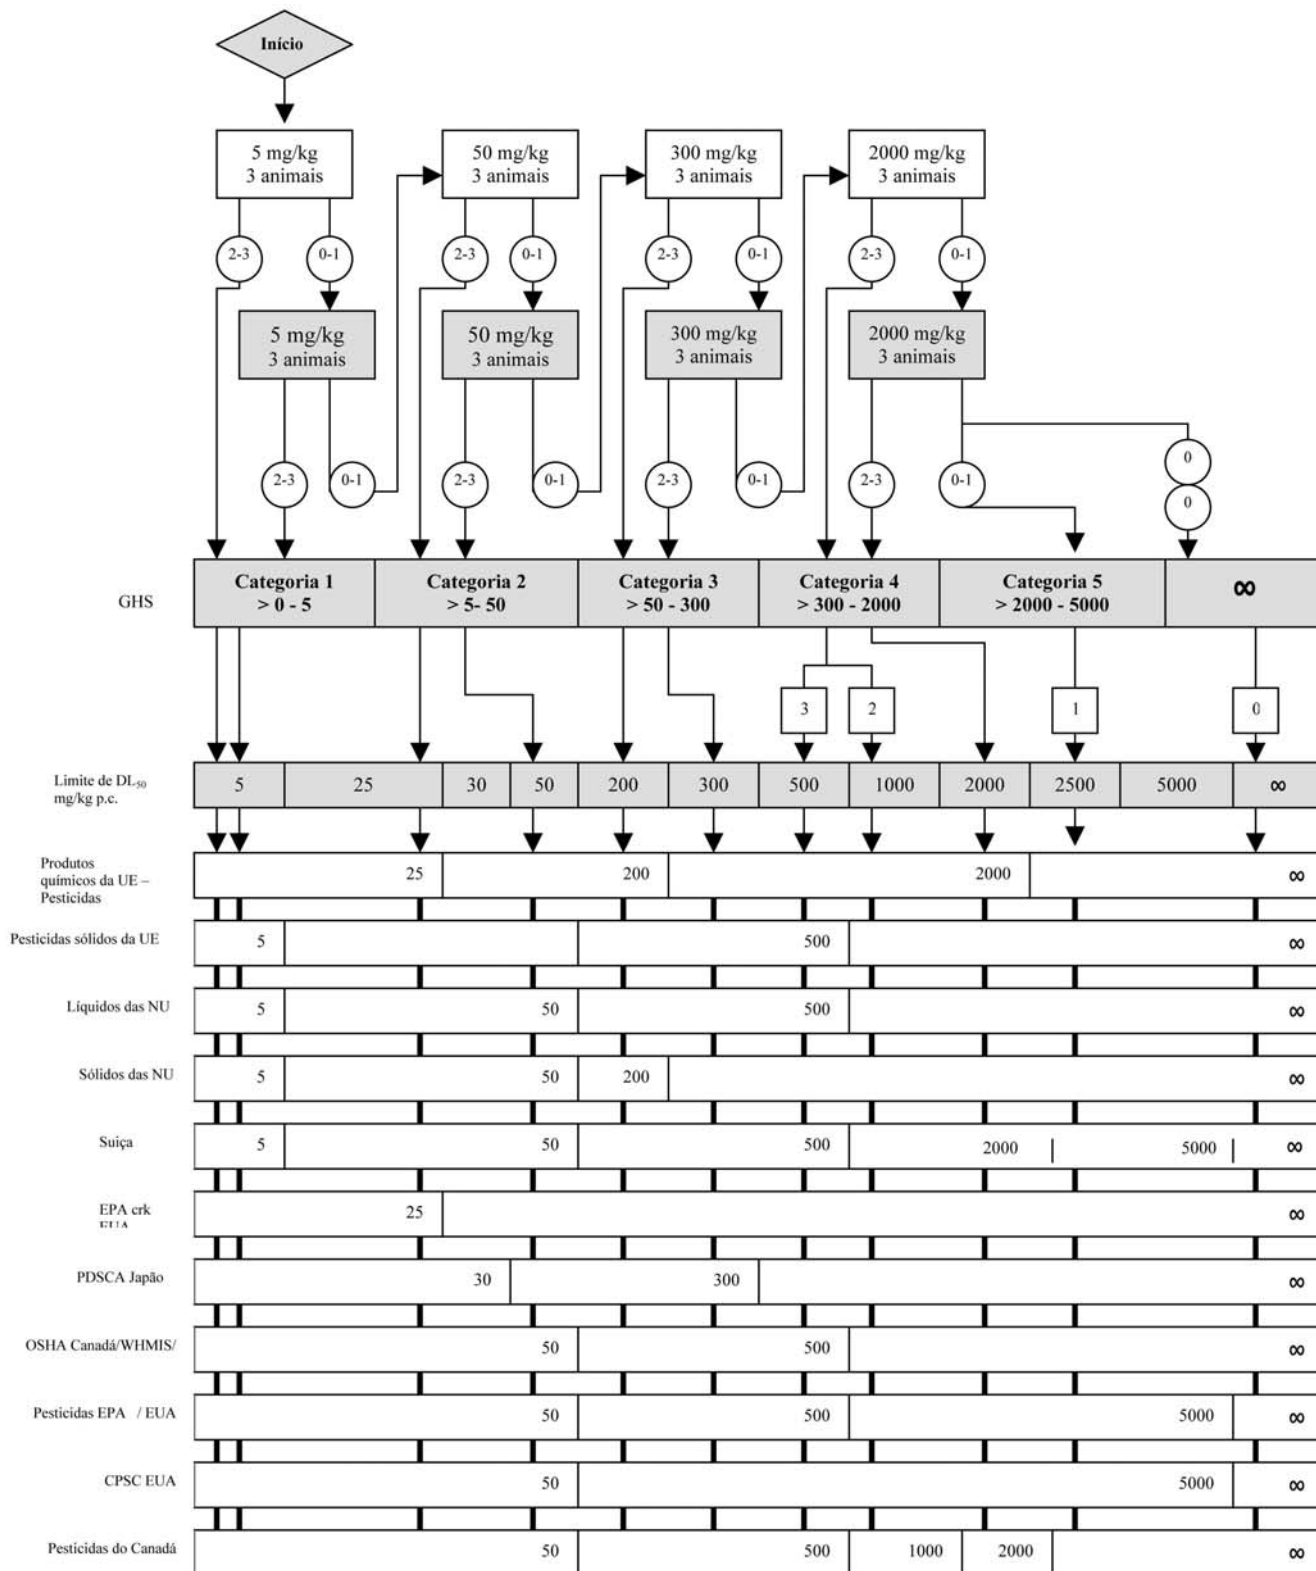 Início
5 mg/kg
3 animais
50 mg/kg
3 animais
300 mg/kg
3 animais
2000 mg/kg
3 animais
2-3
0-1
2-3
0-1
2-3
0-1
2-3
0-1
5 mg/kg
3 animais
50 mg/kg
3 animais
300 mg/kg
3 animais
2000 mg/kg
3 animais
2-3
0-1
2-3
0-1
2-3
0-1
2-3
0-1
0
0
GHS
Categoria 1
> 0 - 5
Categoria 2
> 5- 50
Categoria 3
> 50 - 300
Categoria 4
> 300 - 2000
Categoria 5
> 2000 - 5000
∞
3
2
1
0
Limite de DL₅₀
mg/kg p.c.
5
25
30
50
200
300
500
1000
2000
2500
5000
∞
Produtos
químicos da UE –
Pesticidas
25
200
2000
∞
Pesticidas sólidos da UE
5
500
∞
Líquidos das NU
5
50
500
∞
Sólidos das NU
5
50
200
∞
Suiça
5
50
500
2000
5000
∞
EPA crk
EUA
25
∞
PDSCA Japão
30
300
∞
OSHA Canadá/WHMIS/
50
500
∞
Pesticidas EPA / EUA
50
500
5000
∞
CPSC EUA
50
5000
∞
Pesticidas do Canadá
50
500
1000
2000
∞